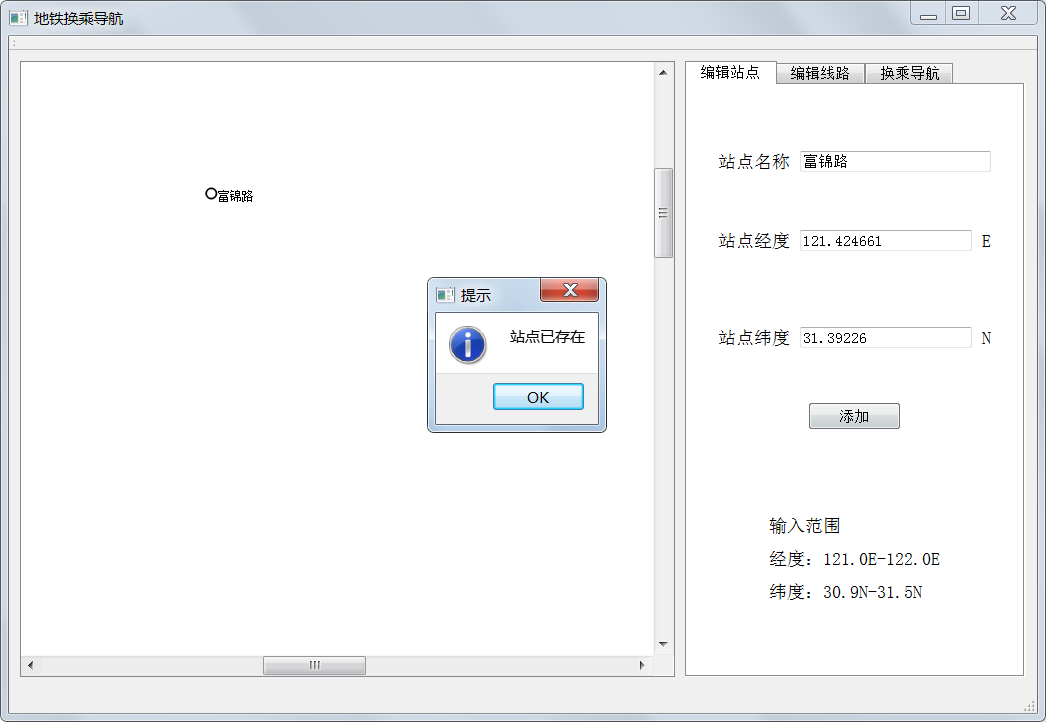 地铁换乘导航
编辑站点 编辑线路 换乘导航
站点名称 富锦路
富锦路
站点经度 121.424661 E
提示
站点已存在
站点纬度 31.39226 N
OK
添加
输入范围
经度：121.0E-122.0E
纬度：30.9N-31.5N